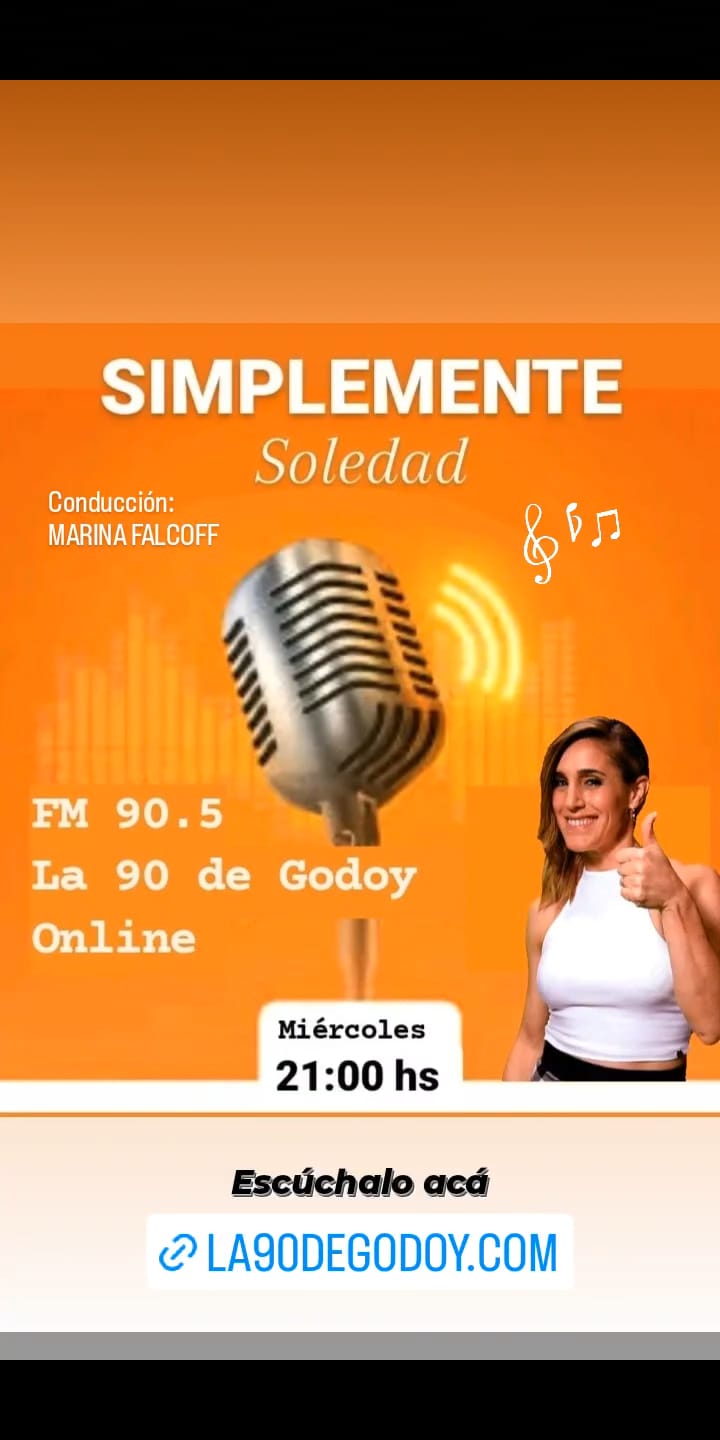 SIMPLEMENTE
Soledad
Conducción:
MARINA FALCOFF
FM 90.5
La 90 de Godoy
Online
Miércoles
21:00 hs
Escúchalo acá
LA90DEGODOY.COM